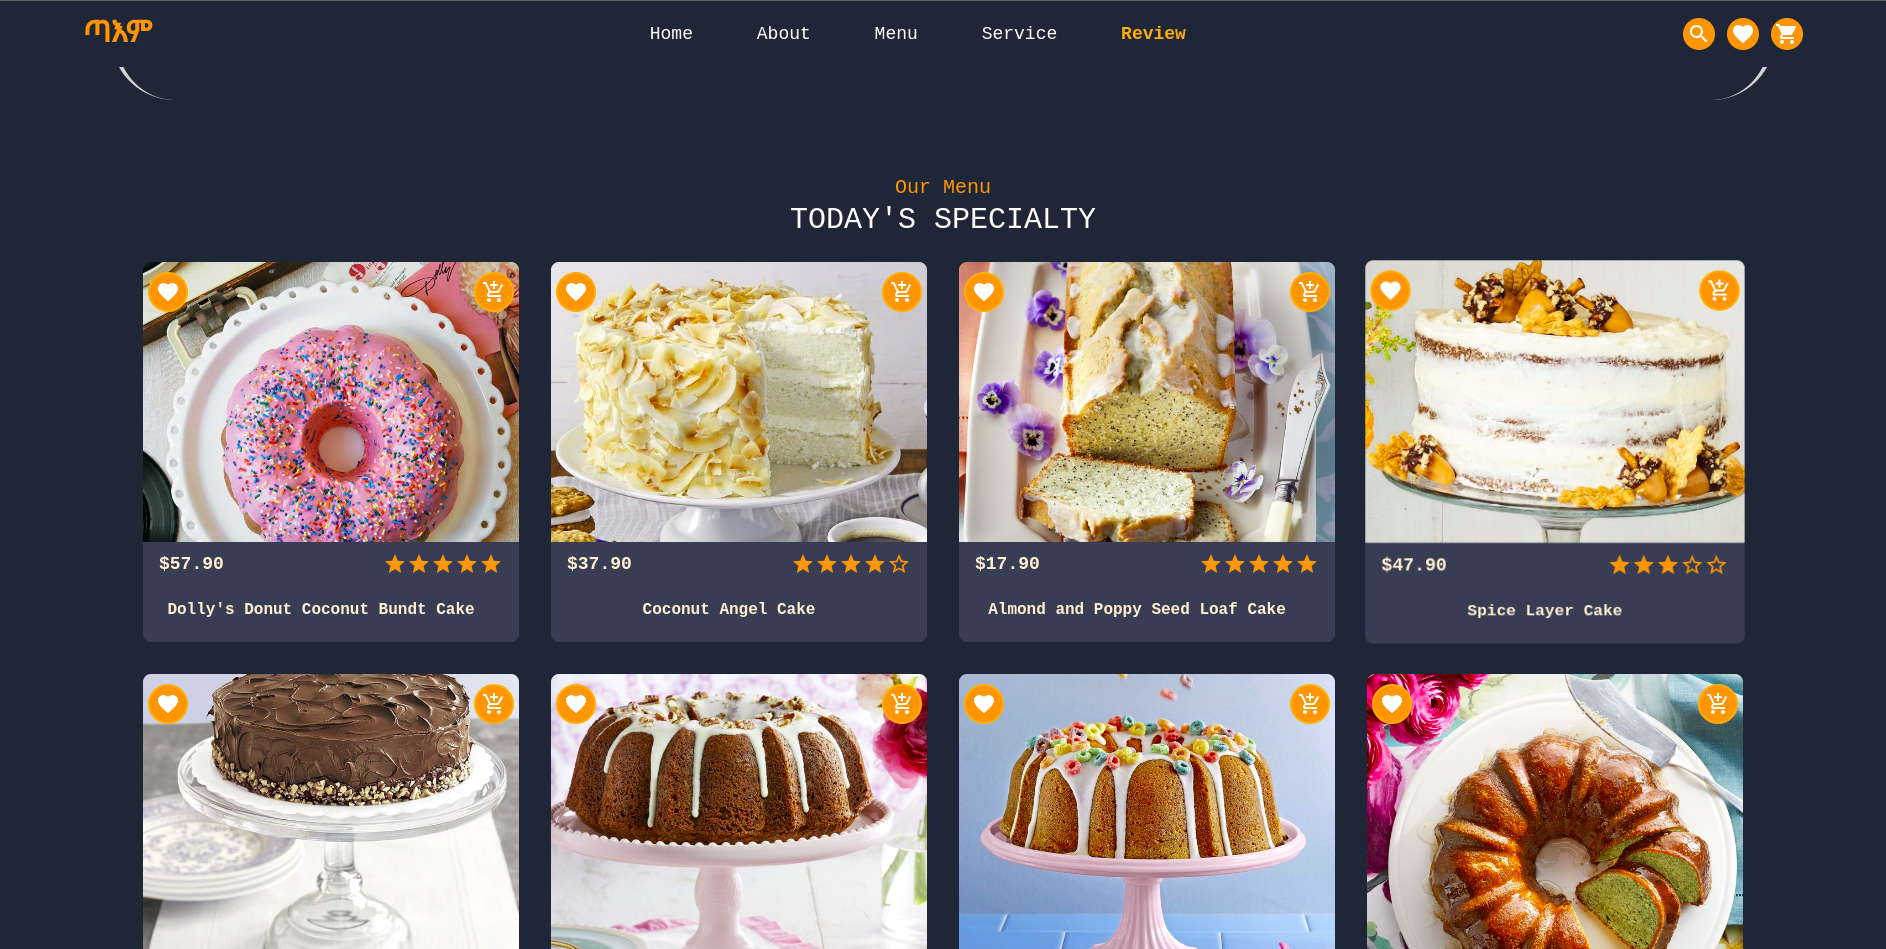 Home About Menu Service Review
Our Menu
TODAY'S SPECIALTY
$57.90
Dolly's Donut Coconut Bundt Cake
$37.90
Coconut Angel Cake
$17.90
Almond and Poppy Seed Loaf Cake
$47.90
Spice Layer Cake